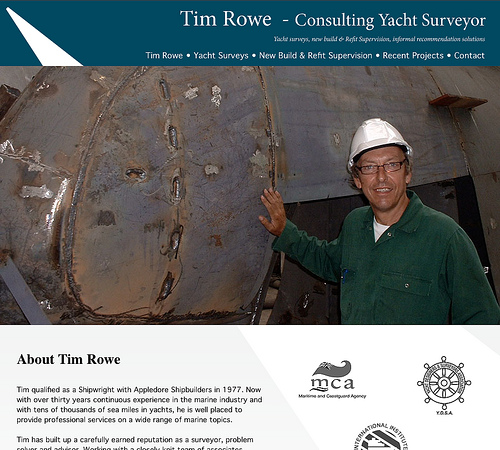 Tim Rowe - Consulting Yacht Surveyor
Yacht surveys, new build & Refit Supervision, informal recommendation solutions
Tim Rowe • Yacht Surveys • New Build & Refit Supervision • Recent Projects • Contact
About Tim Rowe
Tim qualified as a Shipwright with Appledore Shipbuilders in 1977. Now
with over thirty years continuous experience in the marine industry and
with tens of thousands of sea miles in yachts, he is well placed to
provide professional services on a wide range of marine topics.
Tim has built up a carefully earned reputation as a surveyor, problem
solver and advisor. Working with a closely knit team of associates
mca
Maritime and Coastguard Agency
Y.D.S.A.
INTERNATIONAL INSTITUTE